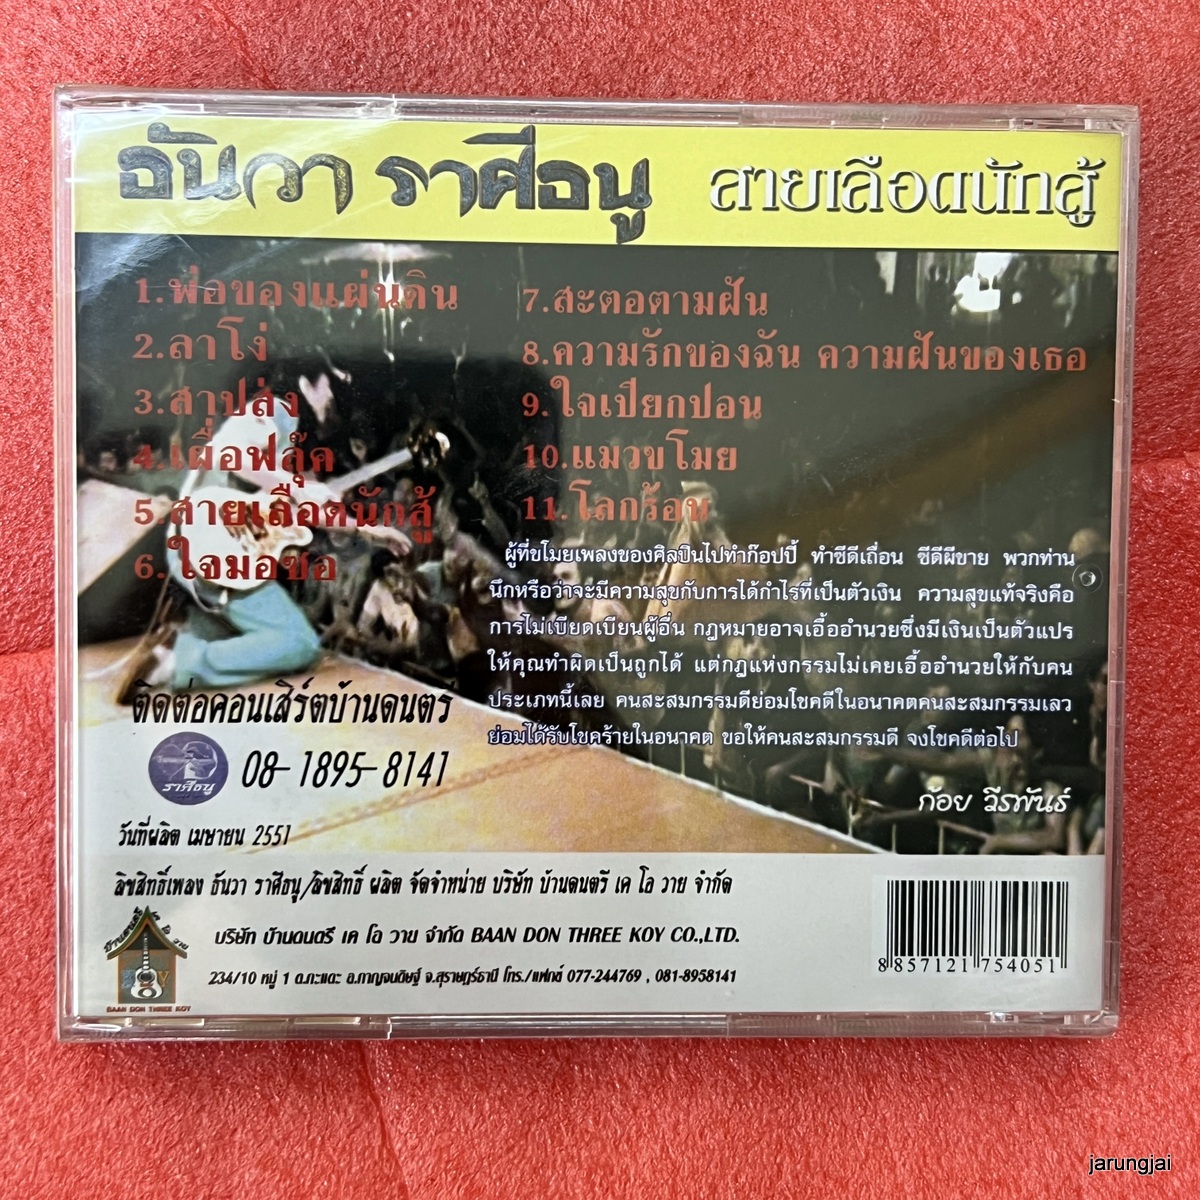 ธันวา ราศีธนู สายเลือดนักสู้
1.พ่อของแผ่นดิน
2.ลาโง่
3.สาปส่ง
4.เผื่อฟลุ๊ค
5.สายเลือดนักสู้
6.ใจมอซอ
7.สะตอตามฝัน
8.ความรักของฉัน ความฝันของเธอ
9.ใจเปียกปอน
10.แมวขโมย
11.โลกร้อน
ผู้ที่ขโมยเพลงของศิลปินไปทำก๊อปปี้ ทำซีดีเถื่อน ซีดีผีขาย พวกท่าน
นึกหรือว่าจะมีความสุขกับการได้กำไรที่เป็นตัวเงิน ความสุขแท้จริงคือ
การไม่เบียดเบียนผู้อื่น กฎหมายอาจเอื้ออำนวยซึ่งมีเงินเป็นตัวแปร
ให้คุณทำผิดเป็นถูกได้ แต่กฎแห่งกรรมไม่เคยเอื้ออำนวยให้กับคน
ประเภทนี้เลย คนสะสมกรรมดีย่อมโชคดีในอนาคตคนสะสมกรรมเลว
ย่อมได้รับโชคร้ายในอนาคต ขอให้คนสะสมกรรมดี จงโชคดีต่อไป
ก้อย วีรพันธ์
ติดต่อคอนเสิร์ตบ้านดนตรี
ราศีธนู
08-1895-8141
วันที่ผลิต เมษายน 2551
ลิขสิทธิ์เพลง ธันวา ราศีธนู/ลิขสิทธิ์ ผลิต จัดจำหน่าย บริษัท บ้านดนตรี เค โอ วาย จำกัด
บ้านดนตรี เค โอ วาย
KOY
BAAN DON THREE KOY
บริษัท บ้านดนตรี เค โอ วาย จำกัด BAAN DON THREE KOY CO.,LTD.
234/10 หมู่ 1 ต.กะแดะ อ.กาญจนดิษฐ์ จ.สุราษฎร์ธานี โทร./แฟกซ์ 077-244769 , 081-8958141
8 857121 754051
jarungjai